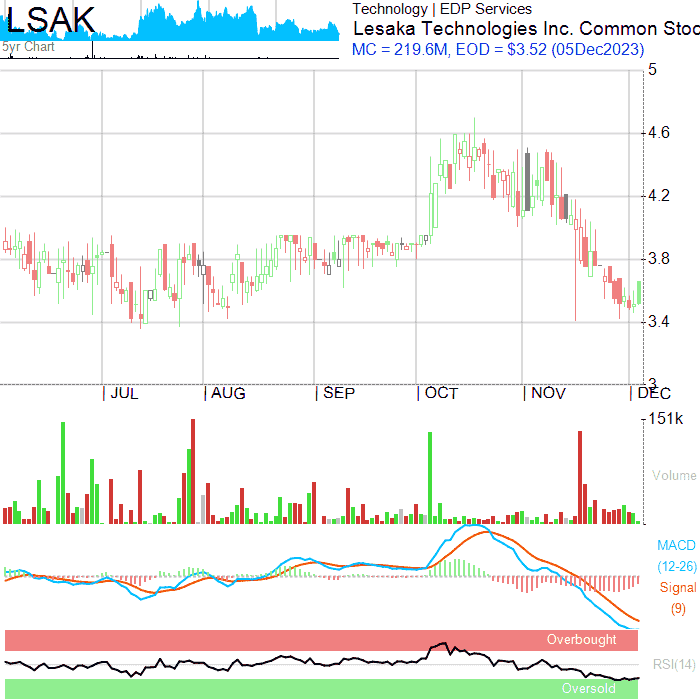 LSAK
5yr Chart
Technology | EDP Services
Lesaka Technologies Inc. Common Stoc
MC = 219.6M, EOD = $3.52 (05Dec2023)
5
4.6
4.2
3.8
3.4
3
JUL AUG SEP OCT NOV DEC
151k
Volume
MACD
(12-26)
Signal
(9)
Overbought
RSI(14)
Oversold